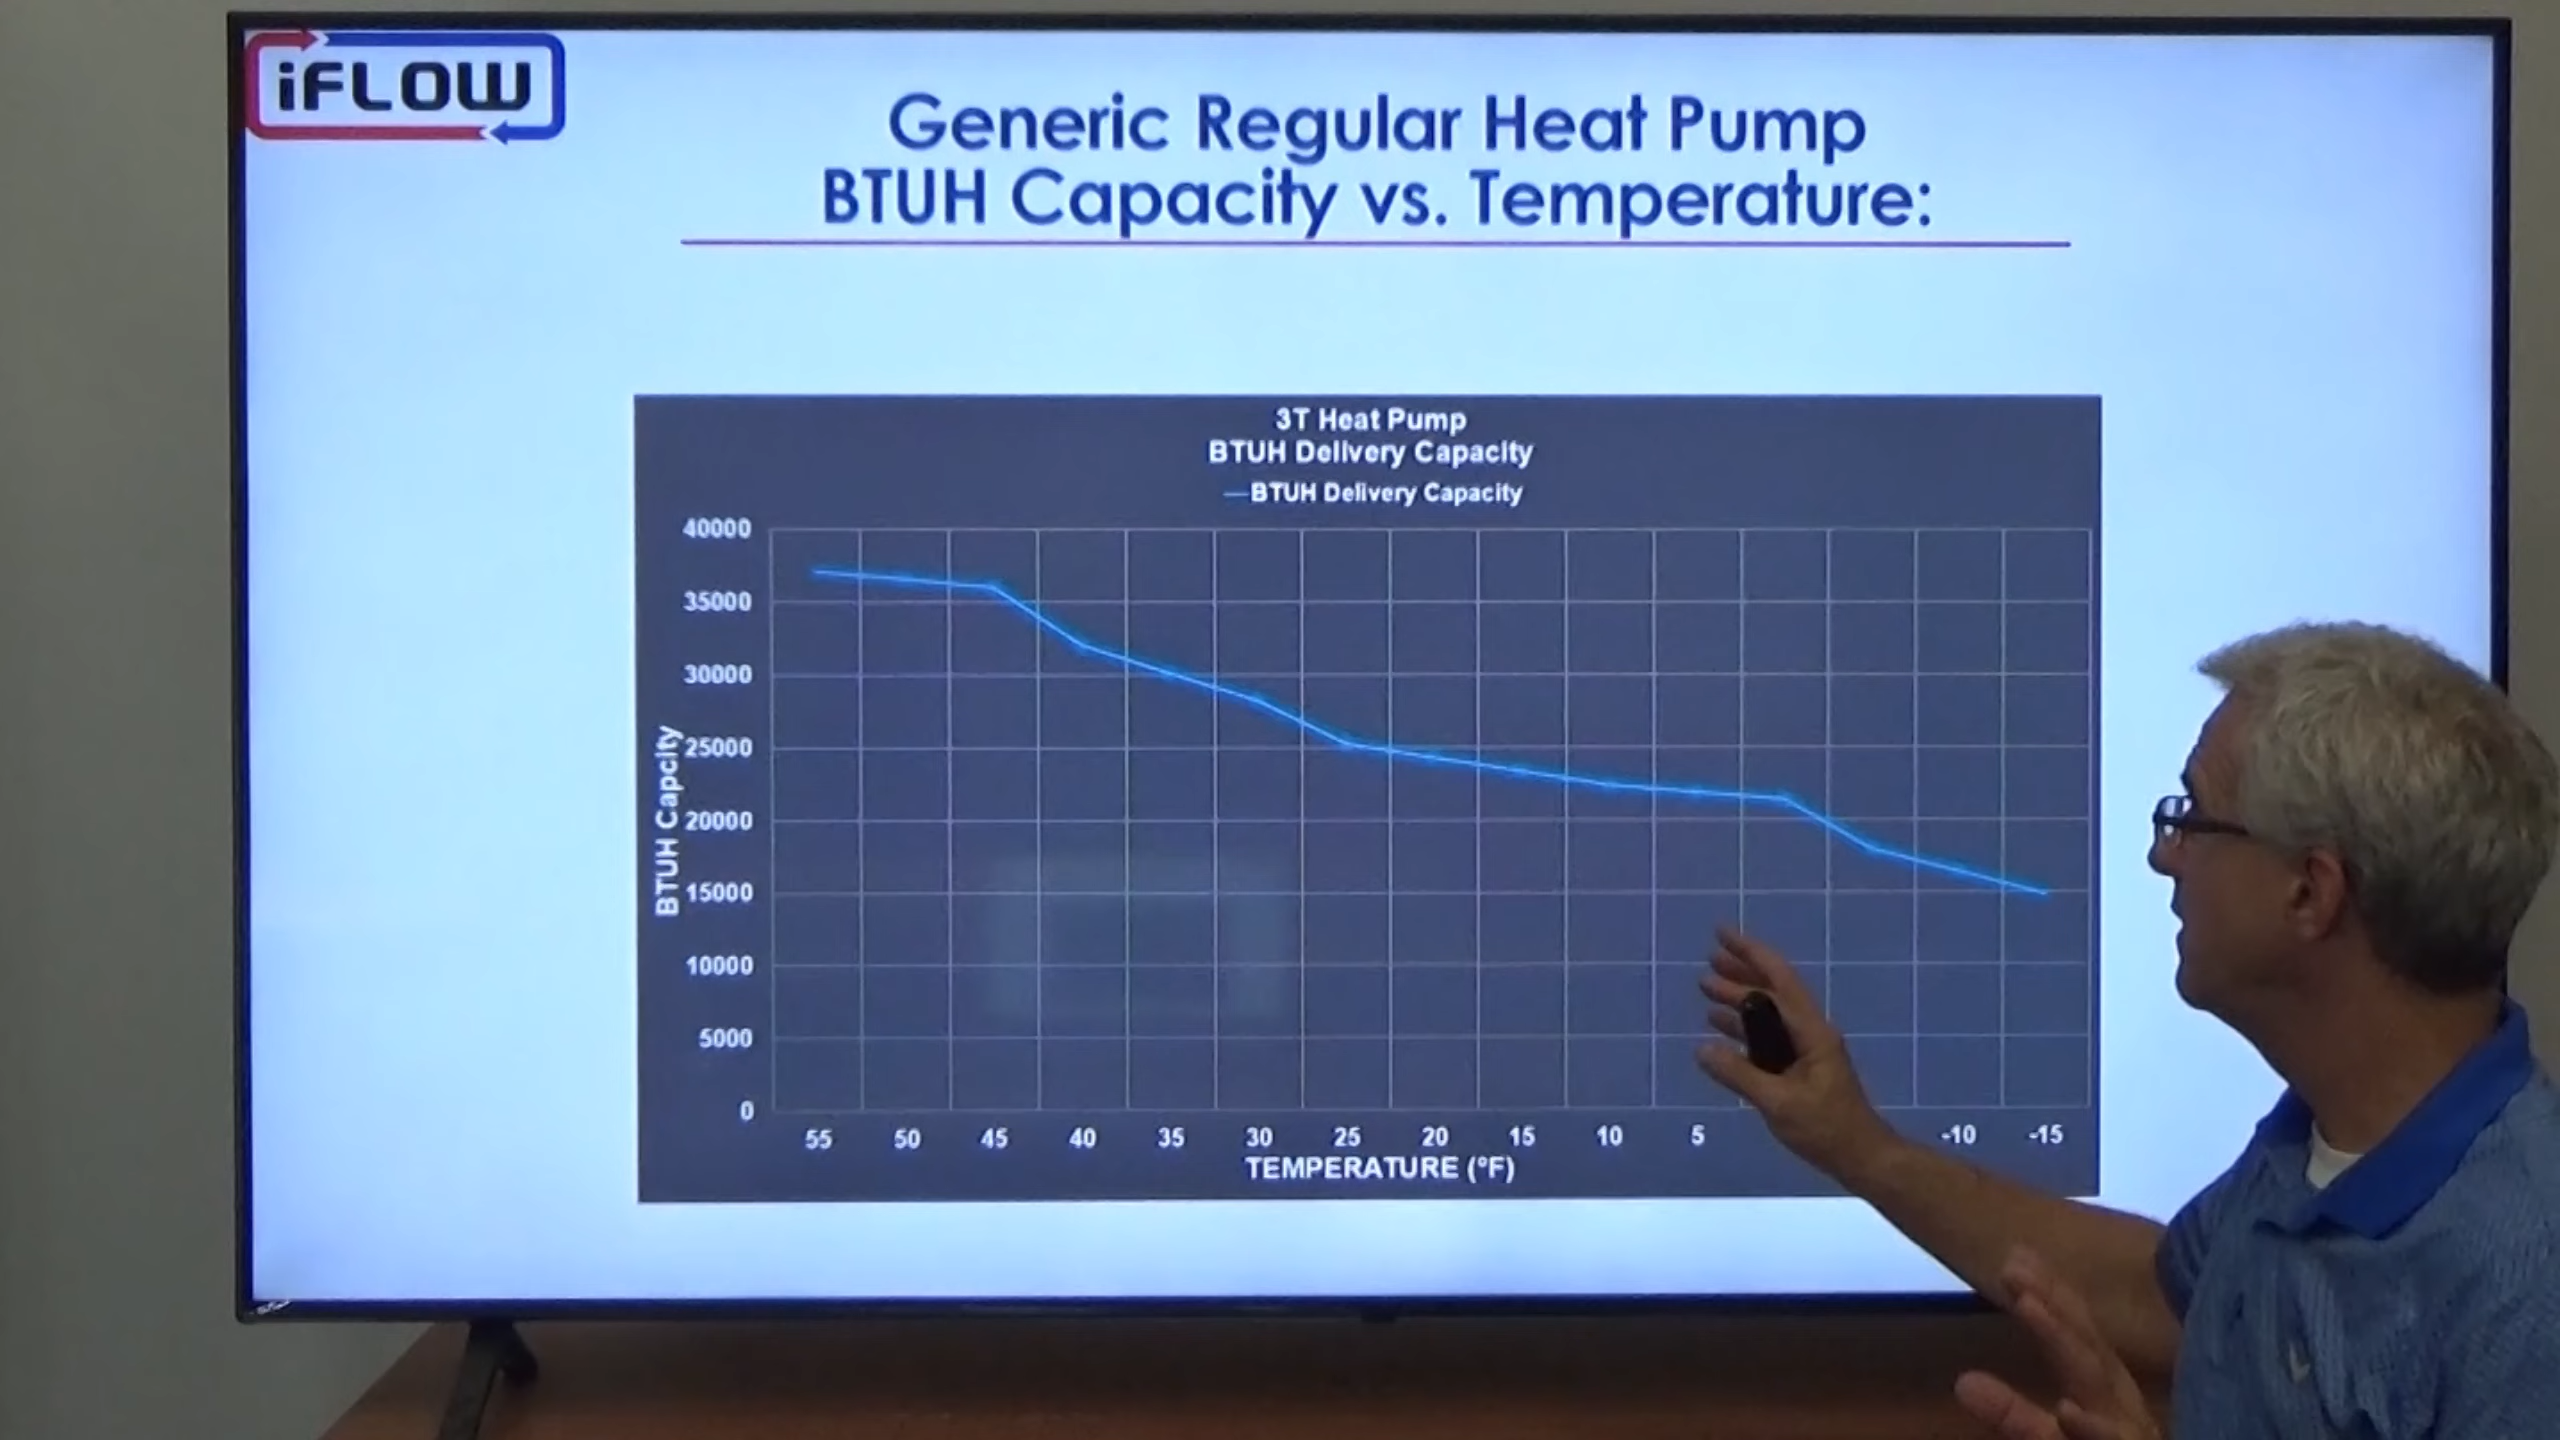 iFLOW
Generic Regular Heat Pump
BTUH Capacity vs. Temperature:
3T Heat Pump
BTUH Delivery Capacity
BTUH Delivery Capacity
40000
35000
30000
25000
20000
15000
10000
5000
0
BTUH Capcity
55 50 45 40 35 30 25 20 15 10 5 -10 -15
TEMPERATURE (°F)